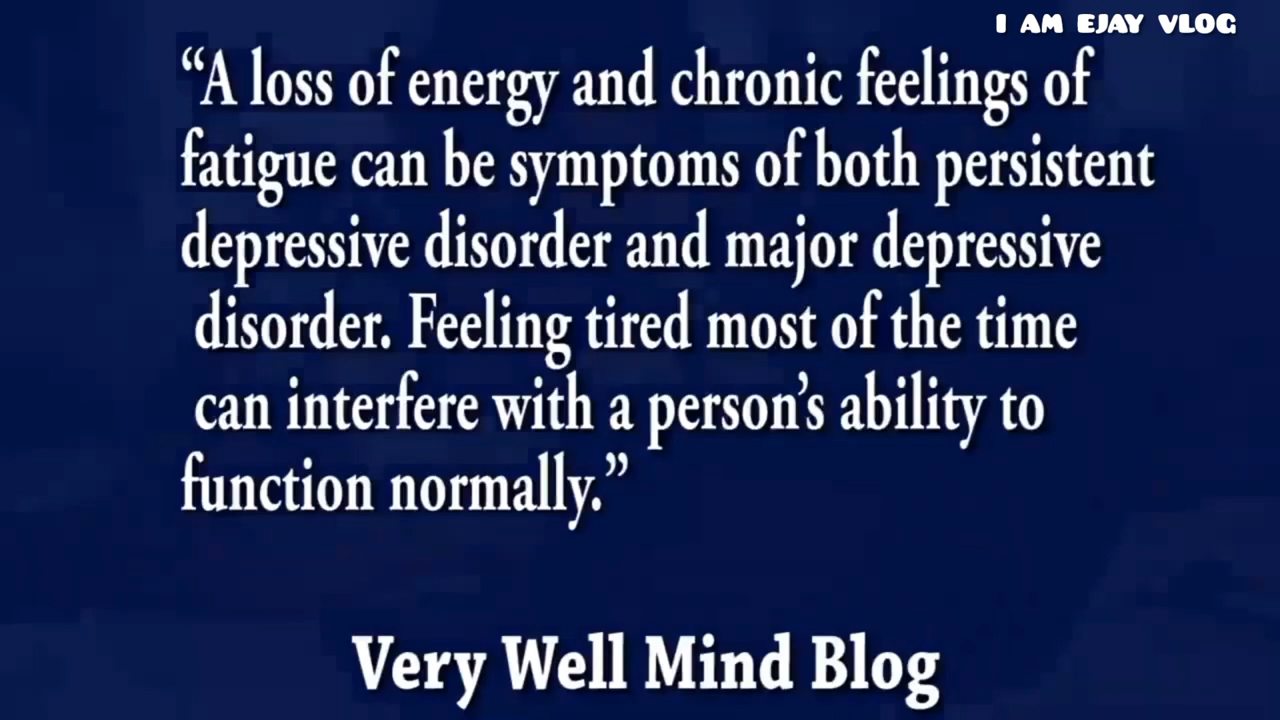 I AM EJAY VLOG
“A loss of energy and chronic feelings of
fatigue can be symptoms of both persistent
depressive disorder and major depressive
disorder. Feeling tired most of the time
can interfere with a person’s ability to
function normally.”
Very Well Mind Blog